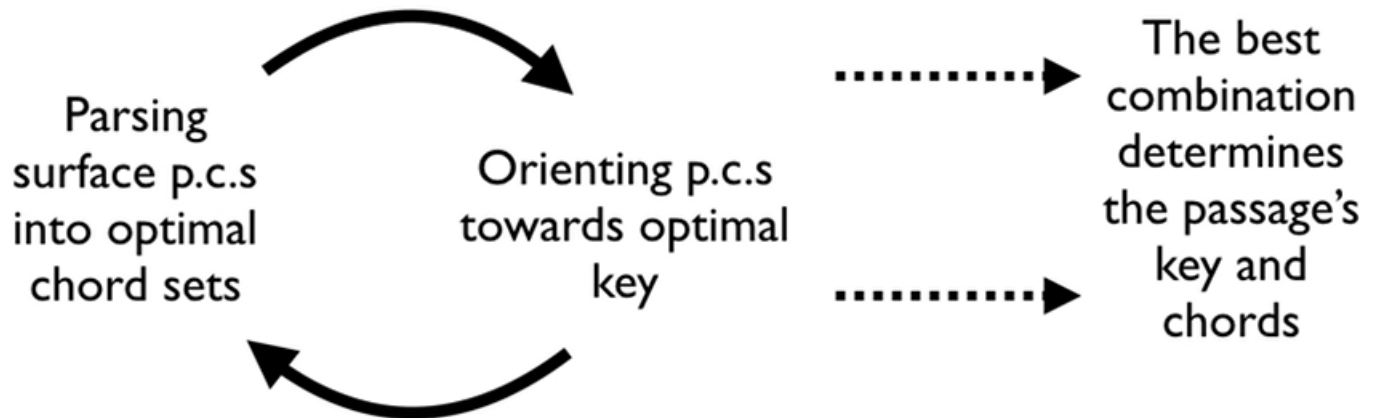 Parsing
surface p.c.s
into optimal
chord sets
Orienting p.c.s
towards optimal
key
The best
combination
determines
the passage’s
key and
chords